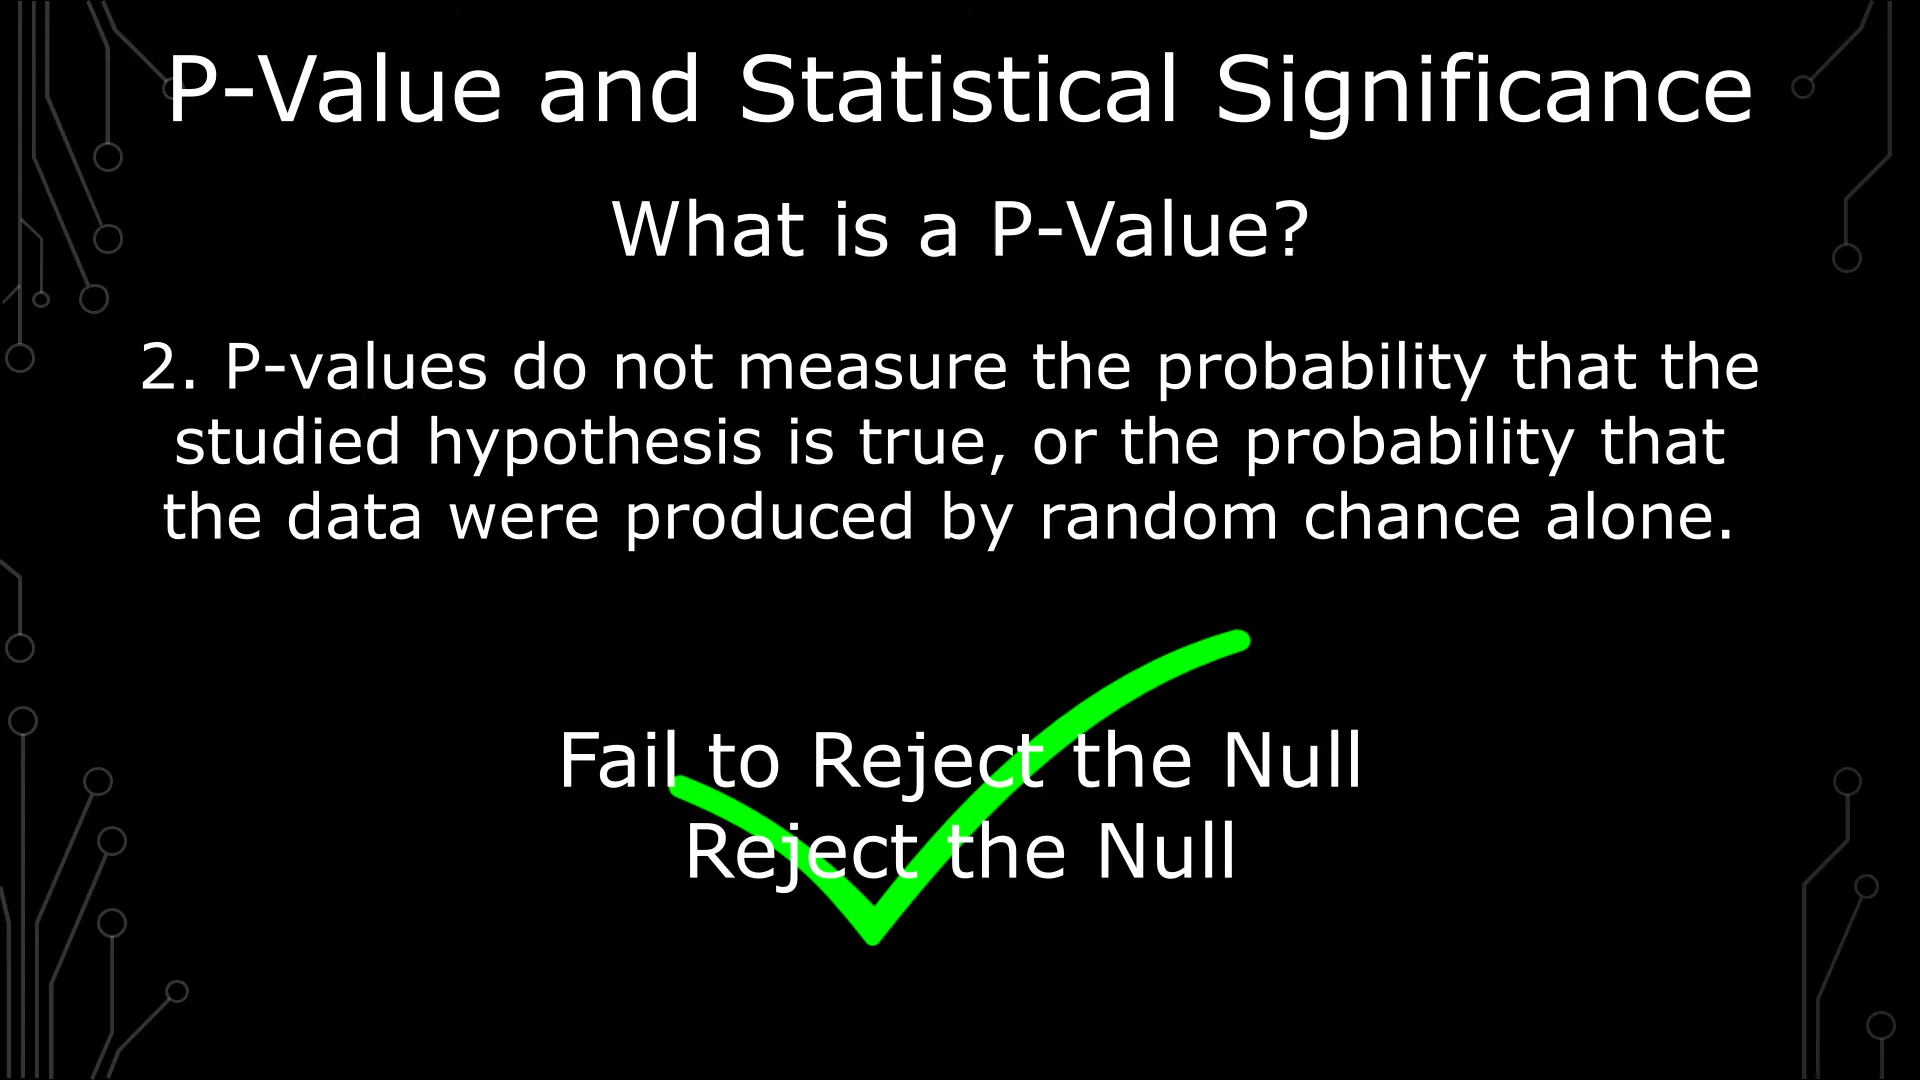 P-Value and Statistical Significance
What is a P-Value?
2. P-values do not measure the probability that the
studied hypothesis is true, or the probability that
the data were produced by random chance alone.
Fail to Reject the Null
Reject the Null